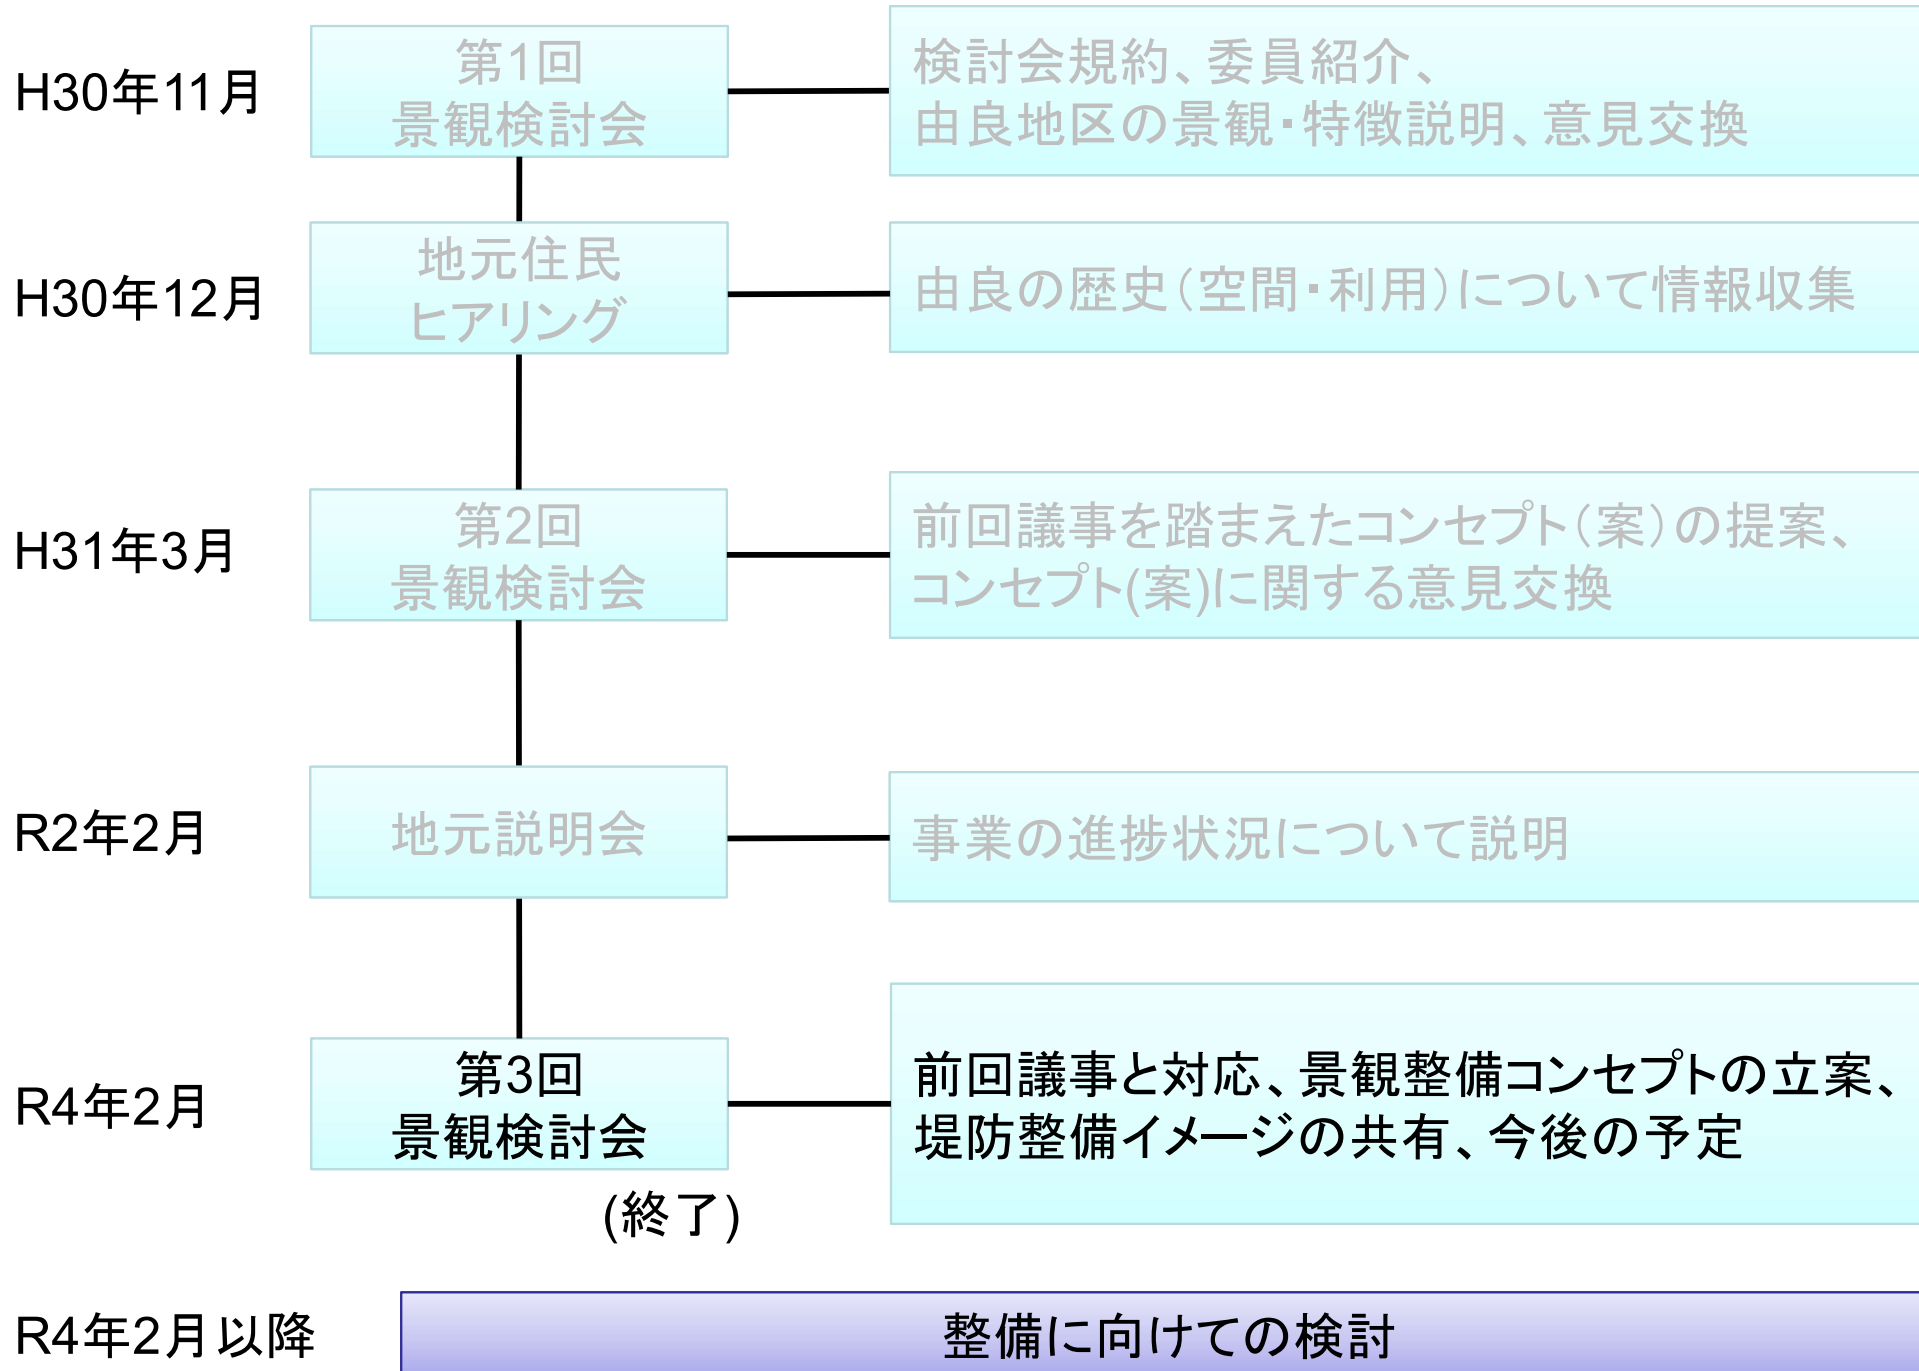 H30年11月
第1回
景観検討会
検討会規約、委員紹介、
由良地区の景観・特徴説明、意見交換
H30年12月
地元住民
ヒアリング
由良の歴史（空間・利用）について情報収集
H31年3月
第2回
景観検討会
前回議事を踏まえたコンセプト（案）の提案、
コンセプト(案)に関する意見交換
R2年2月
地元説明会
事業の進捗状況について説明
R4年2月
第3回
景観検討会
(終了)
前回議事と対応、景観整備コンセプトの立案、
堤防整備イメージの共有、今後の予定
R4年2月以降
整備に向けての検討